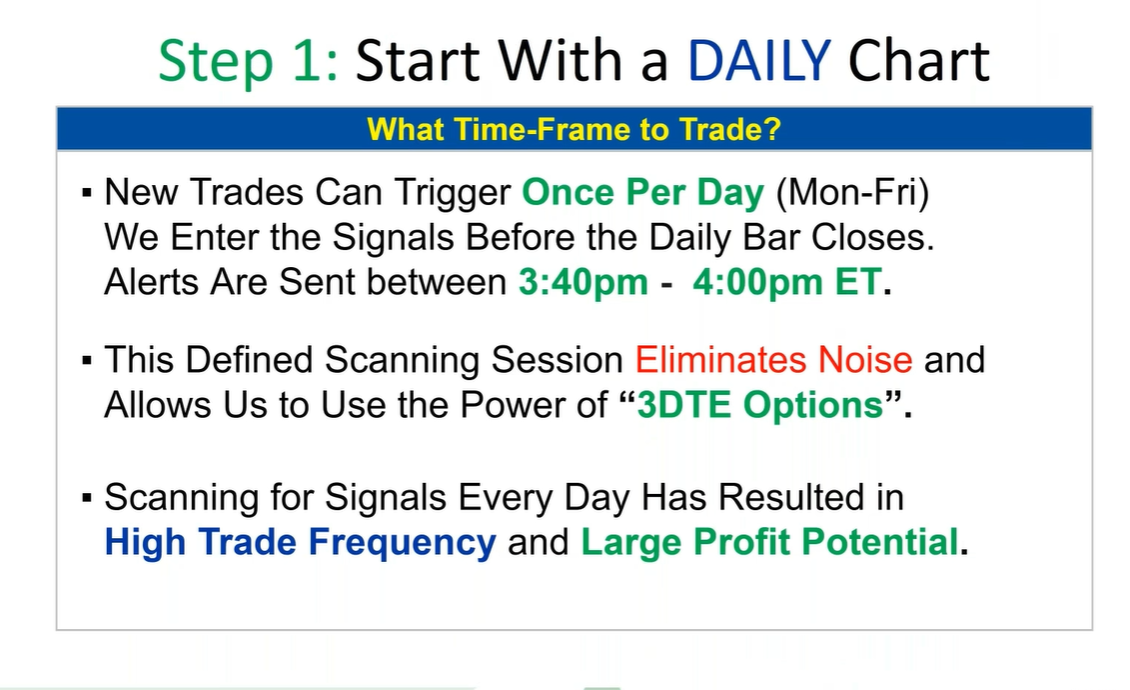 Step 1: Start With a DAILY Chart
What Time-Frame to Trade?
▪ New Trades Can Trigger Once Per Day (Mon-Fri)
We Enter the Signals Before the Daily Bar Closes.
Alerts Are Sent between 3:40pm - 4:00pm ET.
▪ This Defined Scanning Session Eliminates Noise and
Allows Us to Use the Power of “3DTE Options”.
▪ Scanning for Signals Every Day Has Resulted in
High Trade Frequency and Large Profit Potential.